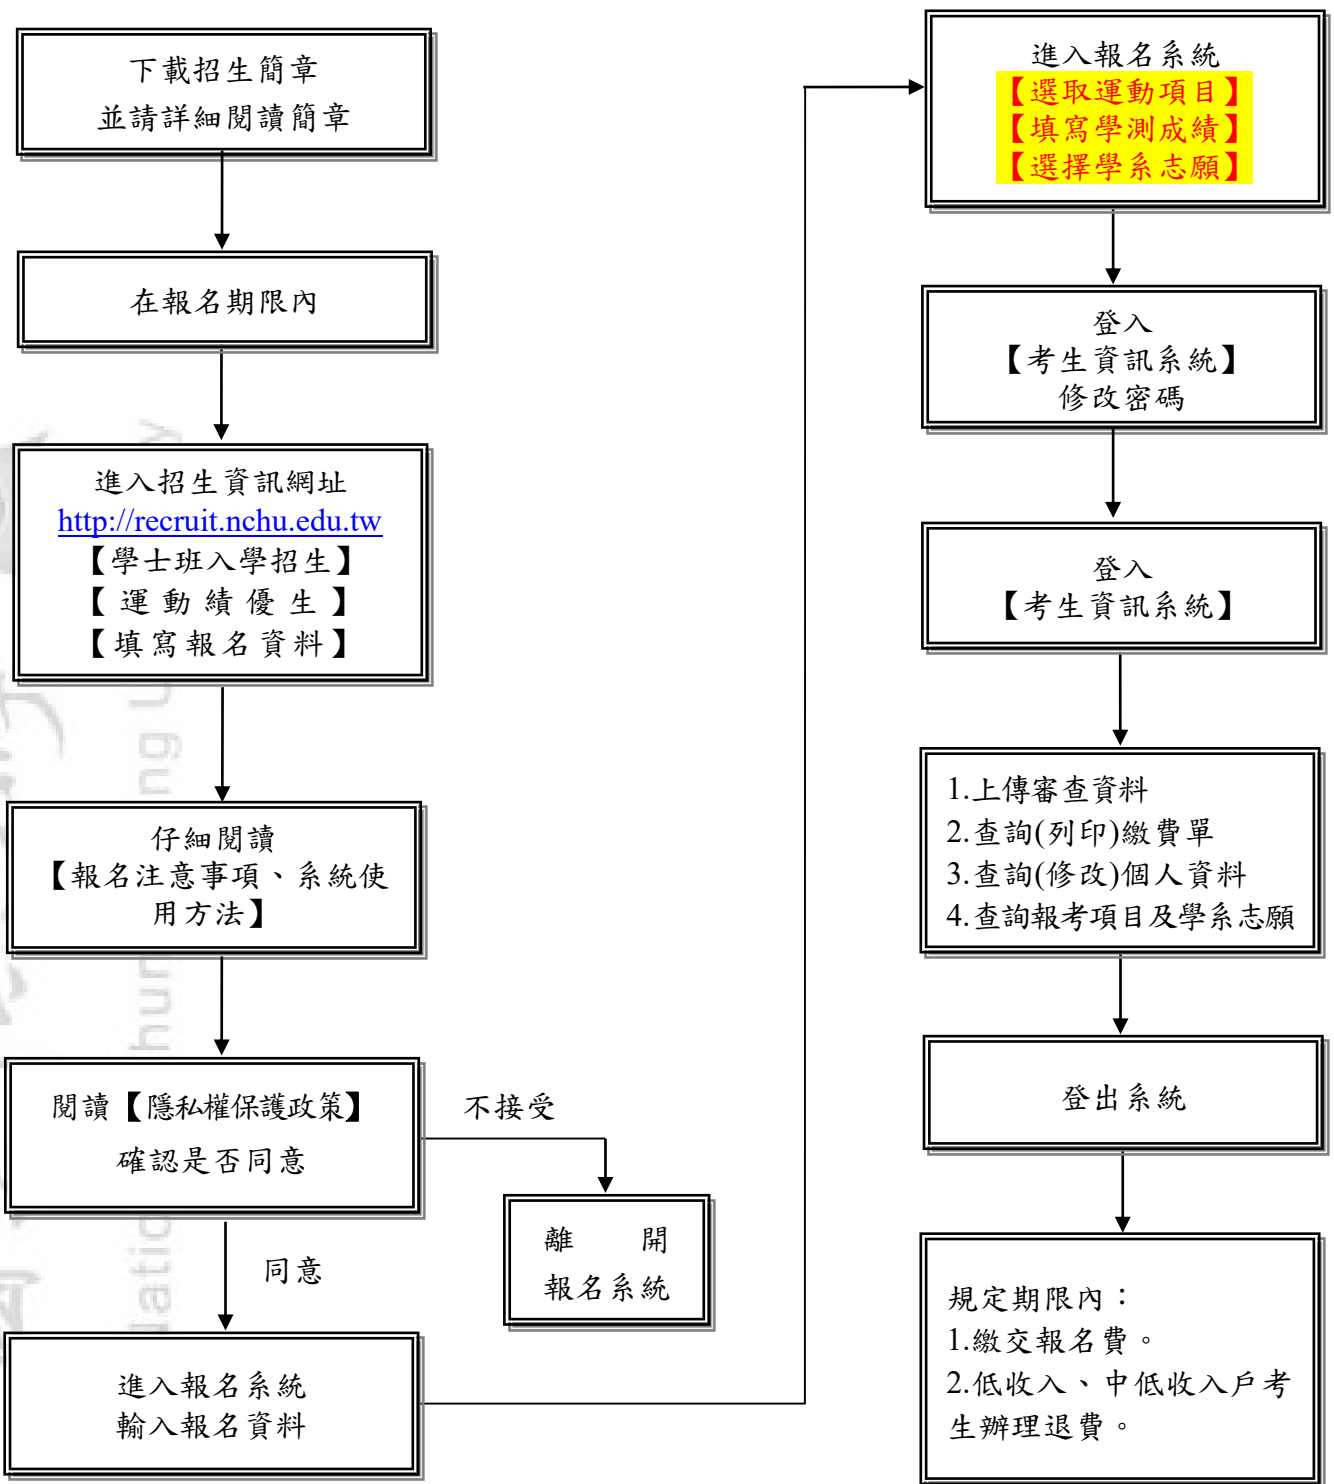 下載招生簡章
並請詳細閱讀簡章
在報名期限內
進入招生資訊網址
http://recruit.nchu.edu.tw
【學士班入學招生】
【運動績優生】
【填寫報名資料】
仔細閱讀
【報名注意事項、系統使
用方法】
閱讀【隱私權保護政策】
確認是否同意
不接受
離 開
報名系統
同意
進入報名系統
輸入報名資料
進入報名系統
【選取運動項目】
【填寫學測成績】
【選擇學系志願】
登入
【考生資訊系統】
修改密碼
登入
【考生資訊系統】
1.上傳審查資料
2.查詢(列印)繳費單
3.查詢(修改)個人資料
4.查詢報考項目及學系志願
登出系統
規定期限內：
1.繳交報名費。
2.低收入、中低收入戶考
生辦理退費。